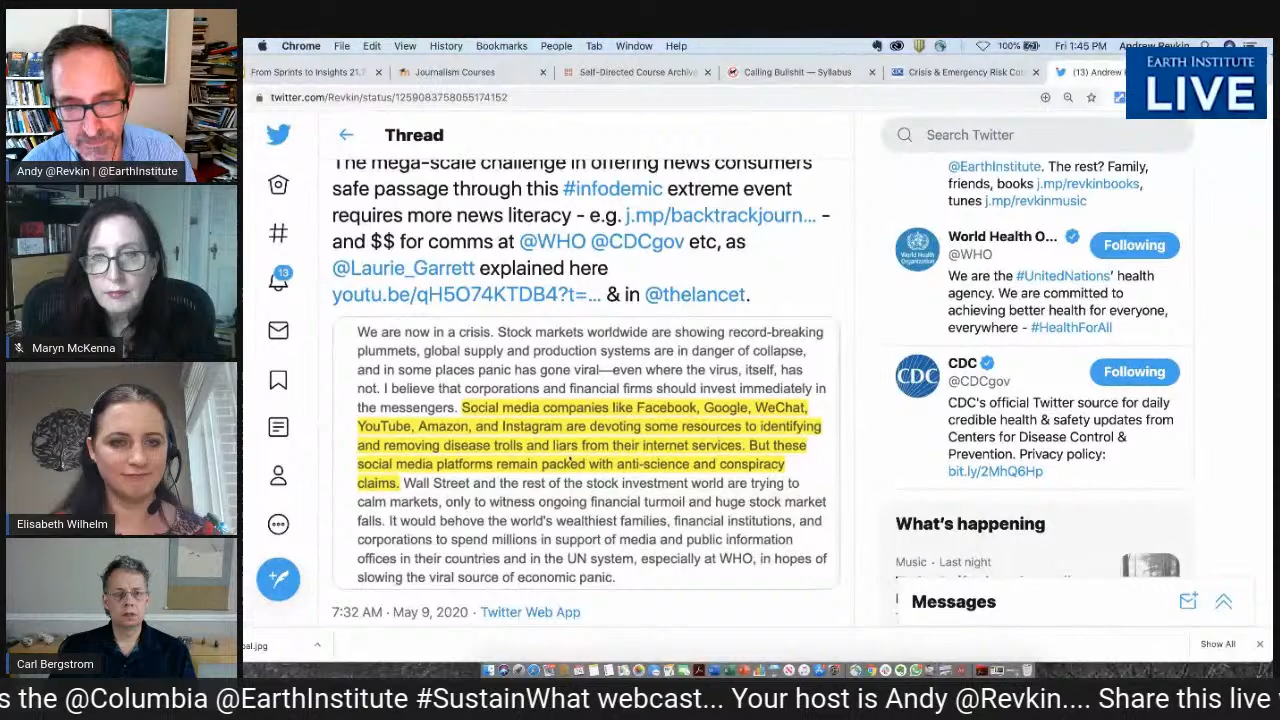 Chrome File Edit View History Bookmarks People Tab Window Help
100% Fri 1:45 PM Andrew Revkin
From Sprints to Insights 21.
Journalism Courses
Self-Directed Course Archive
Calling Bullshit — Syllabus
Crisis & Emergency Risk Co
(13) Andrew
EARTH INSTITUTE
LIVE
twitter.com/Revkin/status/1259083758055174152
Andy @Revkin | @EarthInstitute
Maryn McKenna
Elisabeth Wilhelm
Carl Bergstrom
13
Thread
The mega-scale challenge in offering news consumers
safe passage through this #infodemic extreme event
requires more news literacy - e.g. j.mp/backtrackjourn... -
and $$ for comms at @WHO @CDCgov etc, as
@Laurie_Garrett explained here
youtu.be/qH5O74KTDB4?t=... & in @thelancet.
We are now in a crisis. Stock markets worldwide are showing record-breaking
plummets, global supply and production systems are in danger of collapse,
and in some places panic has gone viral—even where the virus, itself, has
not. I believe that corporations and financial firms should invest immediately in
the messengers. Social media companies like Facebook, Google, WeChat,
YouTube, Amazon, and Instagram are devoting some resources to identifying
and removing disease trolls and liars from their internet services. But these
social media platforms remain packed with anti-science and conspiracy
claims. Wall Street and the rest of the stock investment world are trying to
calm markets, only to witness ongoing financial turmoil and huge stock market
falls. It would behove the world's wealthiest families, financial institutions, and
corporations to spend millions in support of media and public information
offices in their countries and in the UN system, especially at WHO, in hopes of
slowing the viral source of economic panic.
7:32 AM · May 9, 2020 · Twitter Web App
Search Twitter
@EarthInstitute. The rest? Family,
friends, books j.mp/revkinbooks,
tunes j.mp/revkinmusic
World Health O...
Following
@WHO
We are the #UnitedNations' health
agency. We are committed to
achieving better health for everyone,
everywhere - #HealthForAll
CDC
CDC
Following
@CDCgov
CDC's official Twitter source for daily
credible health & safety updates from
Centers for Disease Control &
Prevention. Privacy policy:
bit.ly/2MhQ6Hp
What's happening
Music · Last night
Messages
bal.jpg
Show All
s the @Columbia @EarthInstitute #SustainWhat webcast... Your host is Andy @Revkin.... Share this live